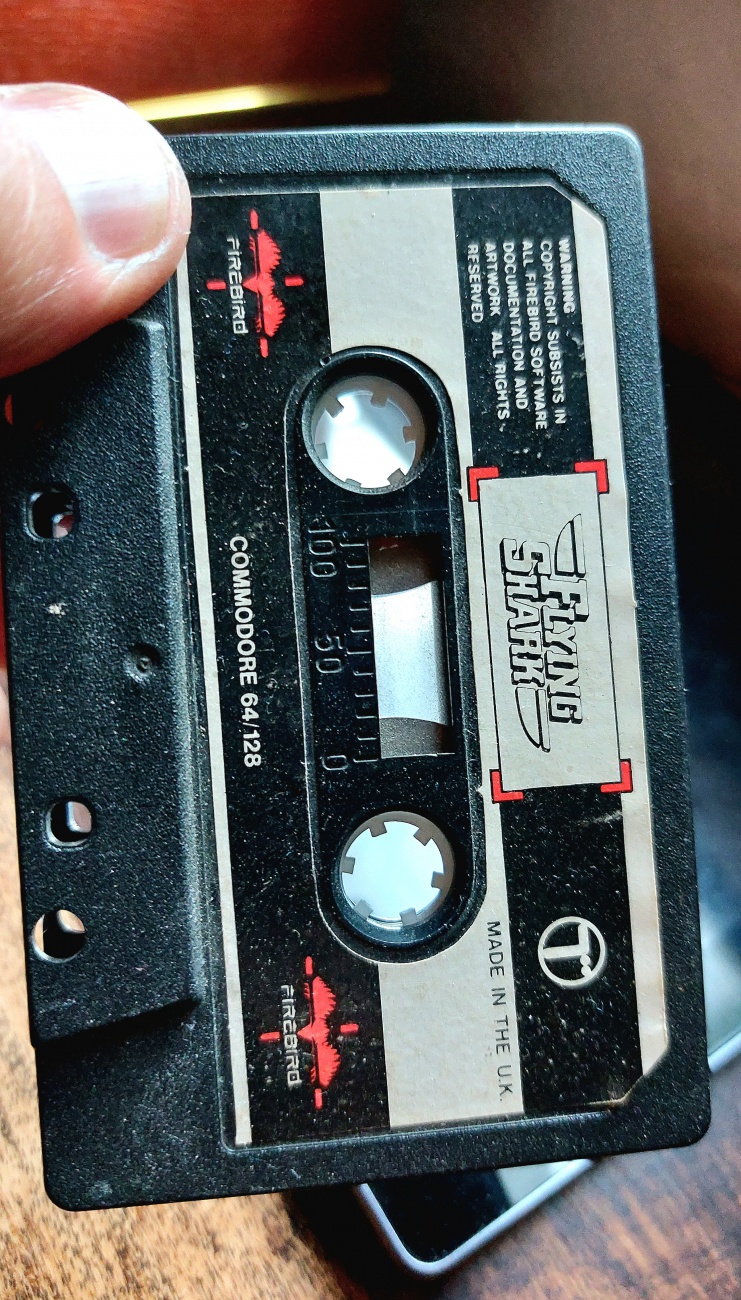 WARNING
COPYRIGHT SUBSISTS IN
ALL FIREBIRD SOFTWARE
DOCUMENTATION AND
ARTWORK ALL RIGHTS
RESERVED
FLYING
SHARK
T
MADE IN THE U.K.
100 50 0
FIREBIRD
COMMODORE 64/128
FIREBIRD